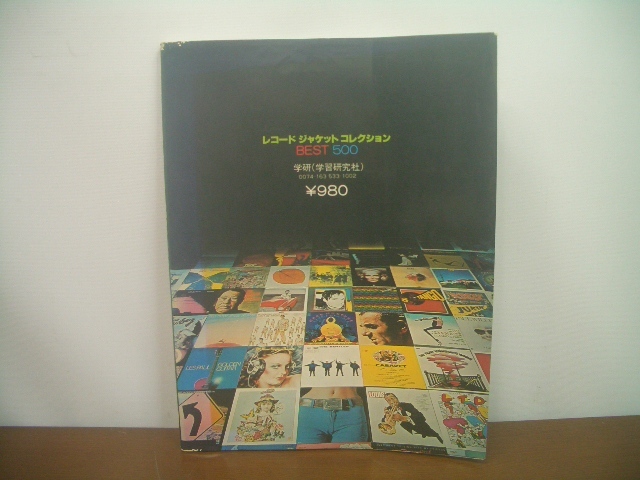 レコード ジャケット コレクション
BEST 500
学研(学習研究社)
0074 163 533 1002
¥980